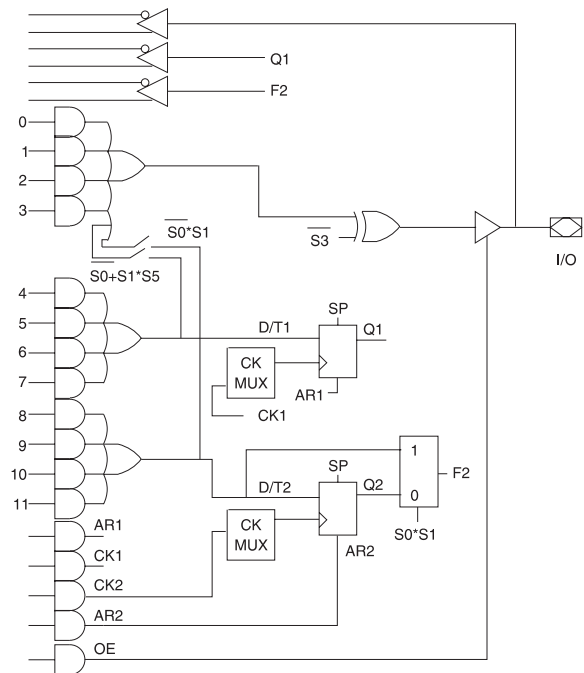 Q1
F2
0
1
2
3
S0*S1
S3
I/O
S0+S1*S5
4
5
6
7
SP
D/T1
Q1
CK
MUX
AR1
CK1
8
9
10
11
1
F2
0
SP
D/T2
Q2
S0*S1
CK
MUX
AR2
AR1
CK1
CK2
AR2
OE